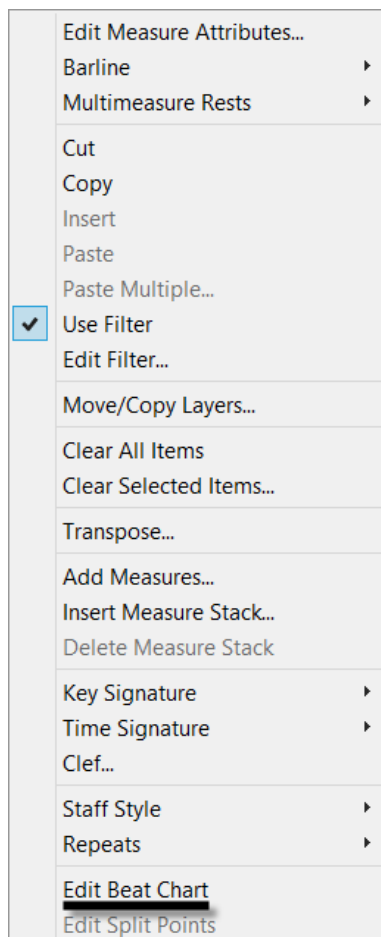 Edit Measure Attributes...
Barline
Multimeasure Rests
Cut
Copy
Insert
Paste
Paste Multiple...
Use Filter
Edit Filter...
Move/Copy Layers...
Clear All Items
Clear Selected Items...
Transpose...
Add Measures...
Insert Measure Stack...
Delete Measure Stack
Key Signature
Time Signature
Clef...
Staff Style
Repeats
Edit Beat Chart
Edit Split Points